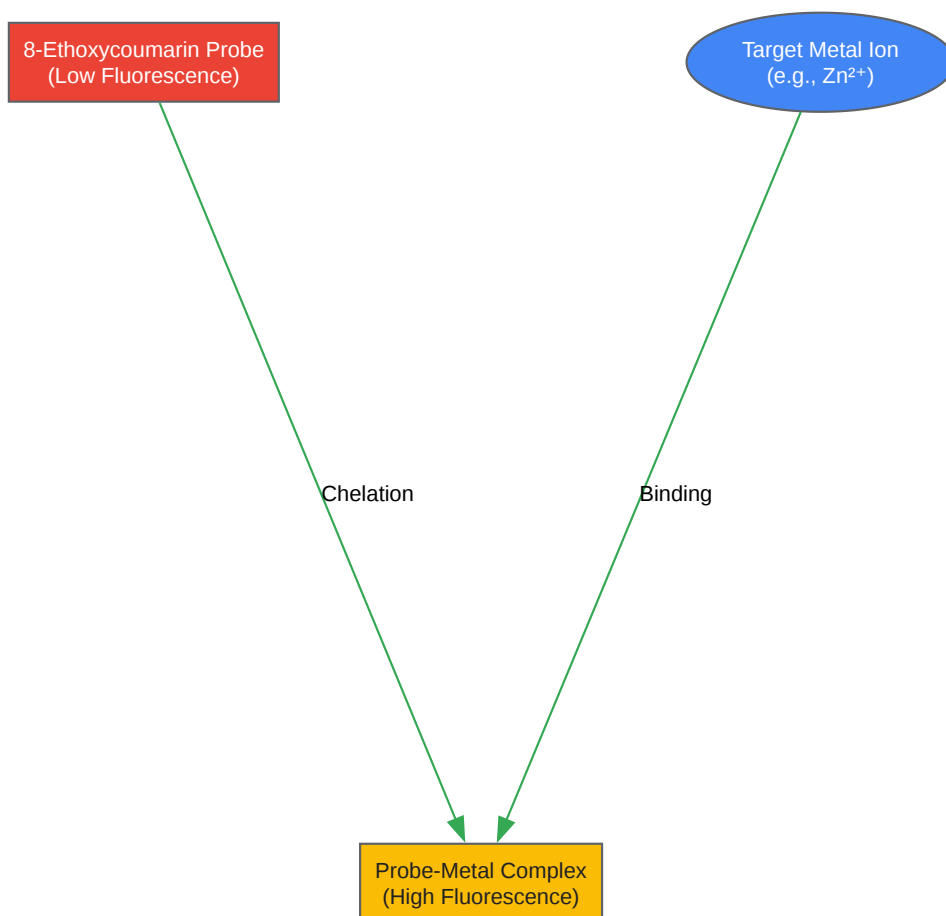 8-Ethoxycoumarin Probe
(Low Fluorescence)
Target Metal Ion
(e.g., Zn²⁺)
Chelation
Binding
Probe-Metal Complex
(High Fluorescence)